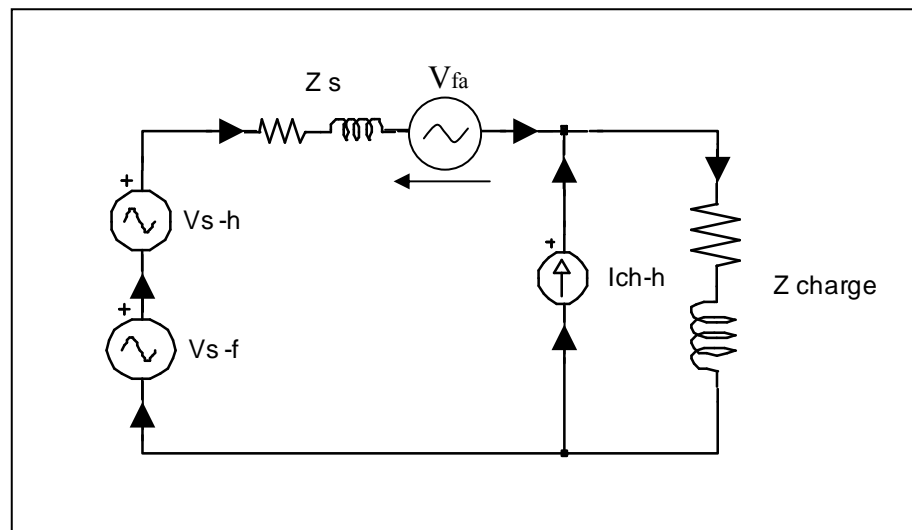 Z s
Vfa
+
Vs-h
+
Vs-f
+
Ich-h
Z charge